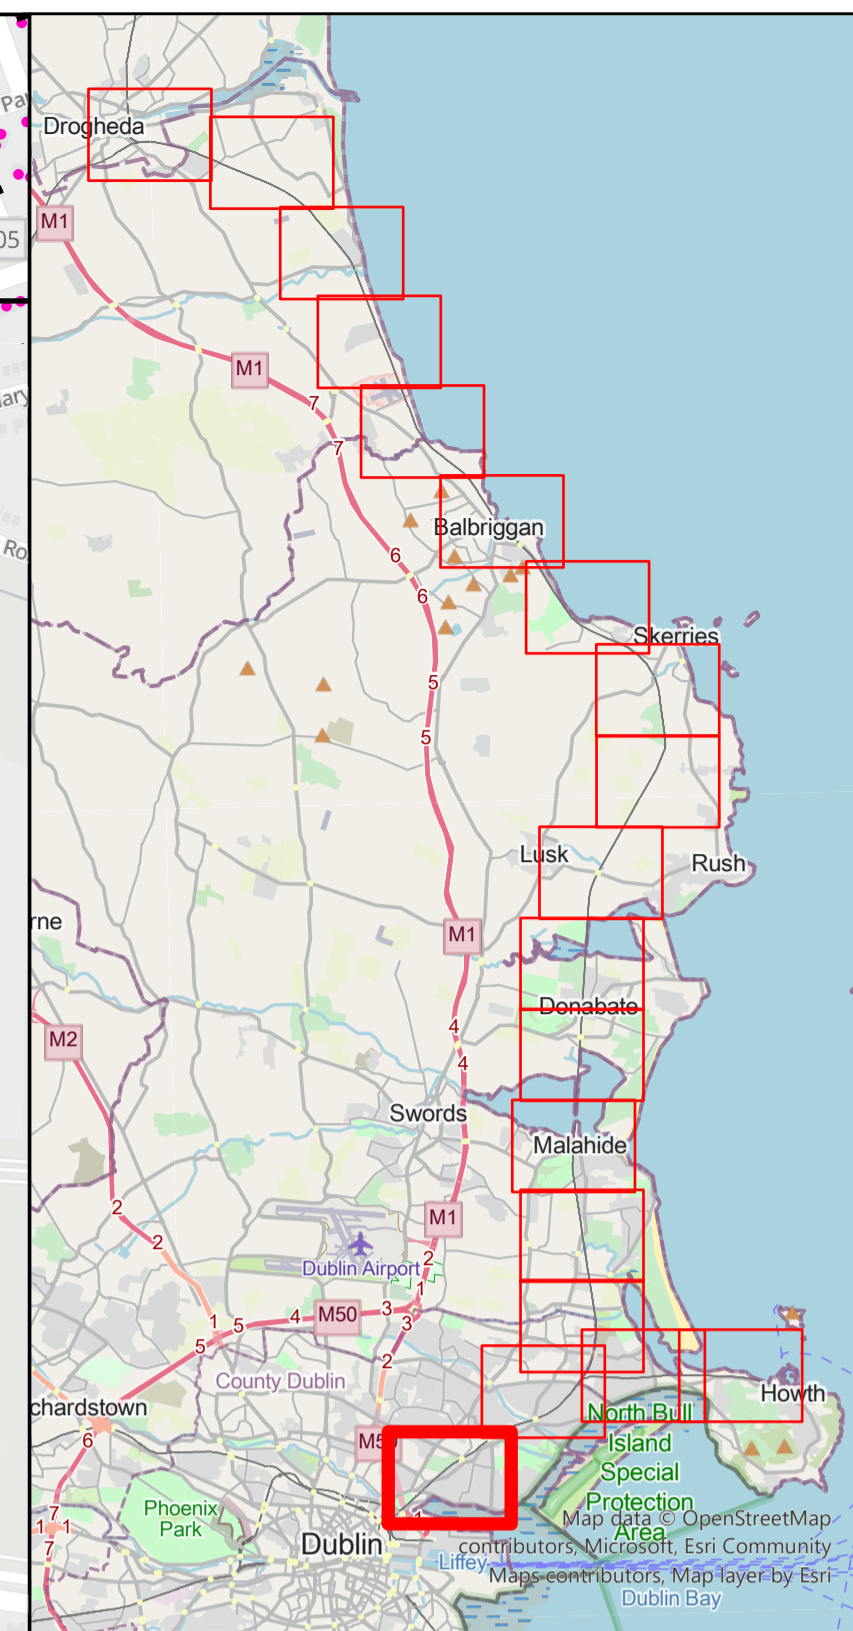 Drogheda
M1
05
M1
7
7
Balbriggan
6
6
Skerries
5
5
Lusk
Rush
rne
M1
Donabate
M2
4
4
Swords
Malahide
2
2
M1
Dublin Airport
2
1
M50
3
3
4
5
5
1
2
County Dublin
Howth
chardstown
6
North Bull
Island
Special
Protection
Area
Phoenix
Park
7
1
1
7
Dublin
Liffey
Map data © OpenStreetMap
contributors, Microsoft, Esri Community
Maps contributors, Map layer by Esri
Dublin Bay